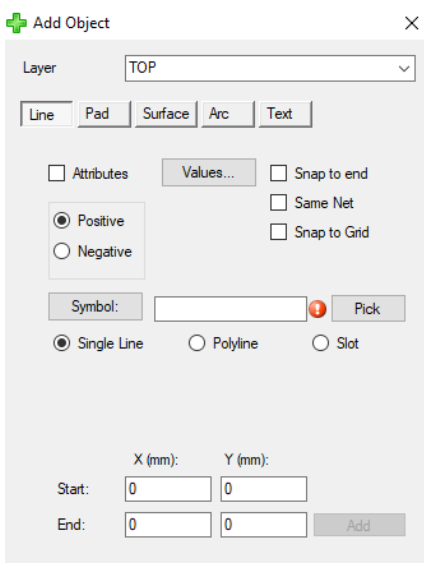 Add Object
Layer TOP
Line Pad Surface Arc Text
Attributes Values... Snap to end
Same Net
Positive
Snap to Grid
Negative
Symbol: Pick
Single Line Polyline Slot
X (mm): Y (mm):
Start: 0 0
End: 0 0 Add